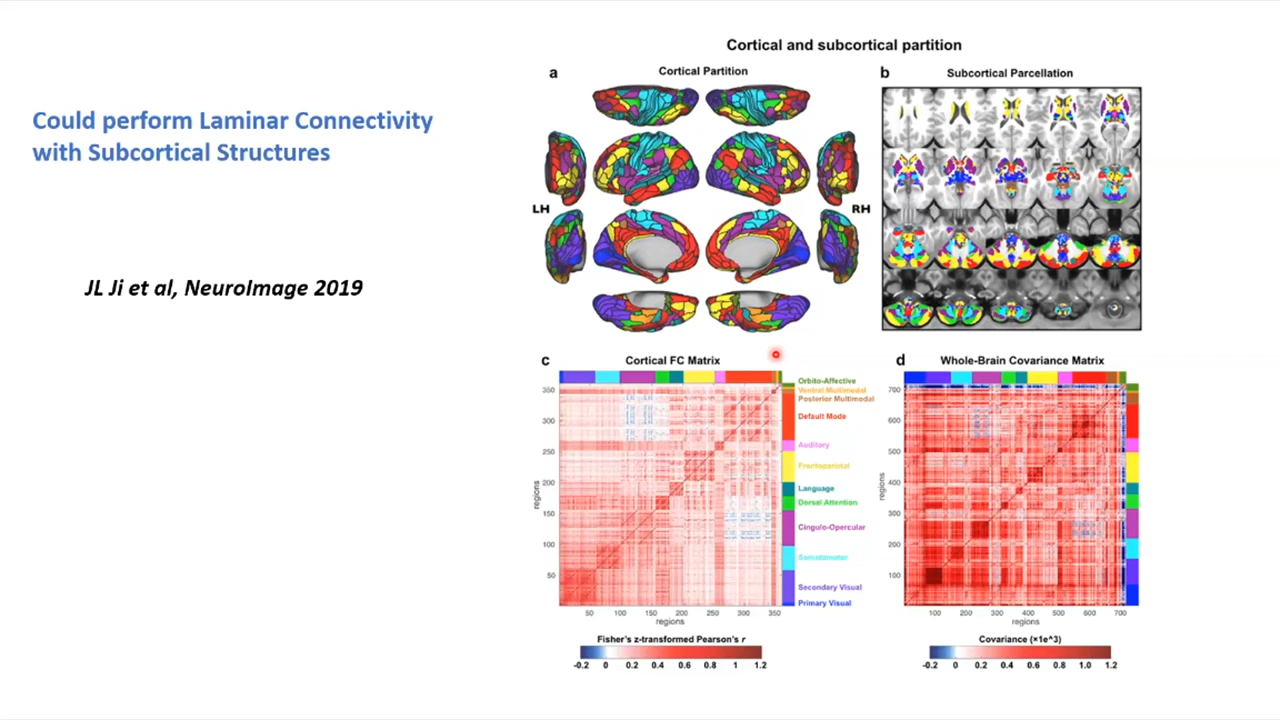 Could perform Laminar Connectivity
with Subcortical Structures
JL Ji et al, NeuroImage 2019
Cortical and subcortical partition
a
Cortical Partition
LH
RH
b
Subcortical Parcellation
c
Cortical FC Matrix
regions
350
300
250
200
150
100
50
50 100 150 200 250 300 350
regions
Orbito-Affective
Ventral Multimodal
Posterior Multimodal
Default Mode
Auditory
Frontoparietal
Language
Dorsal Attention
Cingulo-Opercular
Somatomotor
Secondary Visual
Primary Visual
Fisher's z-transformed Pearson's r
-0.2 0 0.2 0.4 0.6 0.8 1 1.2
d
Whole-Brain Covariance Matrix
regions
700
600
500
400
300
200
100
100 200 300 400 500 600 700
regions
Covariance (×1e^3)
-0.2 0 0.2 0.4 0.6 0.8 1 1.2